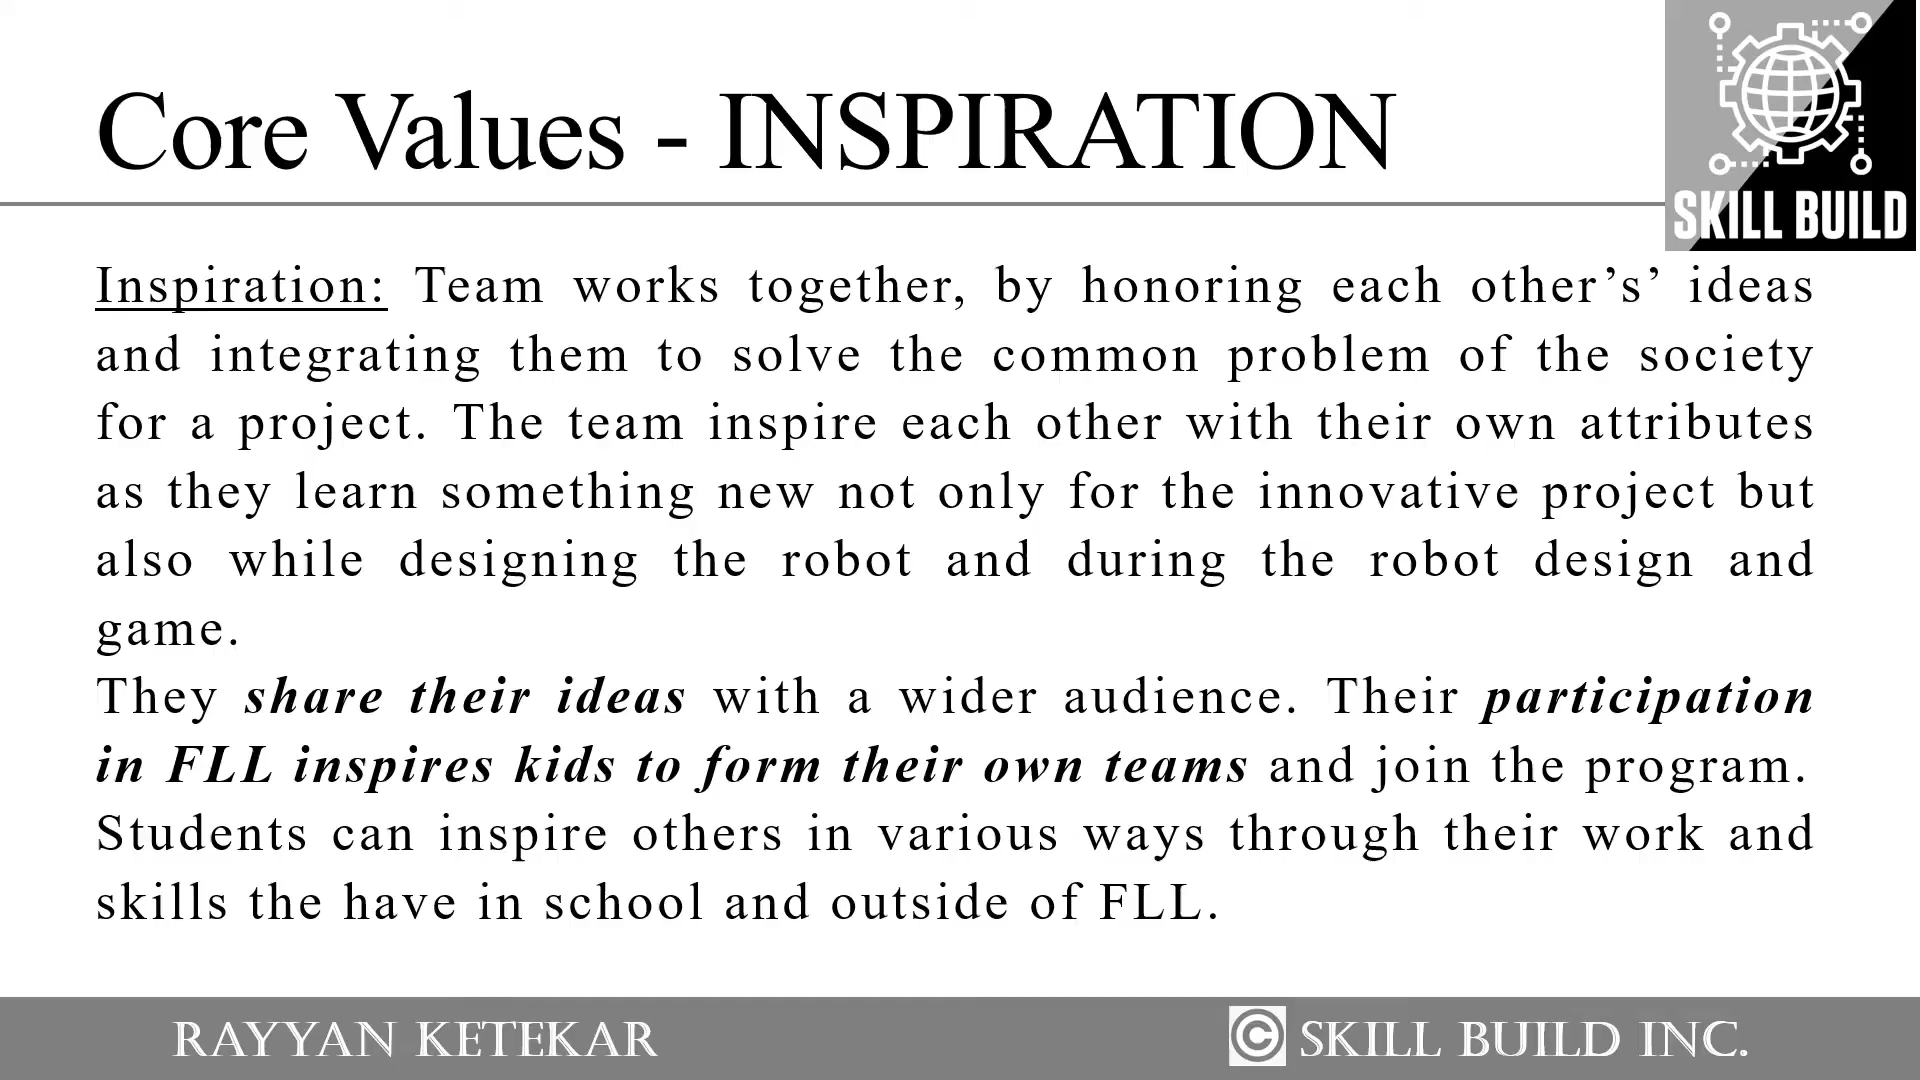 Core Values - INSPIRATION
SKILL BUILD
Inspiration: Team works together, by honoring each other’s’ ideas
and integrating them to solve the common problem of the society
for a project. The team inspire each other with their own attributes
as they learn something new not only for the innovative project but
also while designing the robot and during the robot design and
game.
They share their ideas with a wider audience. Their participation
in FLL inspires kids to form their own teams and join the program.
Students can inspire others in various ways through their work and
skills the have in school and outside of FLL.
RAYYAN KETEKAR
© SKILL BUILD INC.